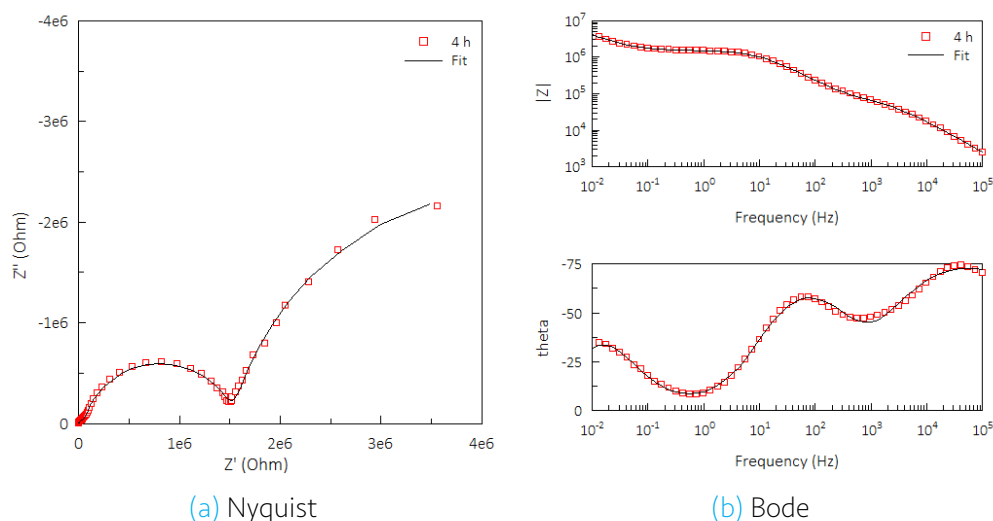 -4e6
-3e6
-2e6
-1e6
0
Z'' (Ohm)
4 h
Fit
0
1e6
2e6
3e6
4e6
Z' (Ohm)
(a) Nyquist
10^7
10^6
10^5
10^4
10^3
|Z|
4 h
Fit
10^-2
10^-1
10^0
10^1
10^2
10^3
10^4
10^5
Frequency (Hz)
-75
-50
-25
0
theta
10^-2
10^-1
10^0
10^1
10^2
10^3
10^4
10^5
Frequency (Hz)
(b) Bode